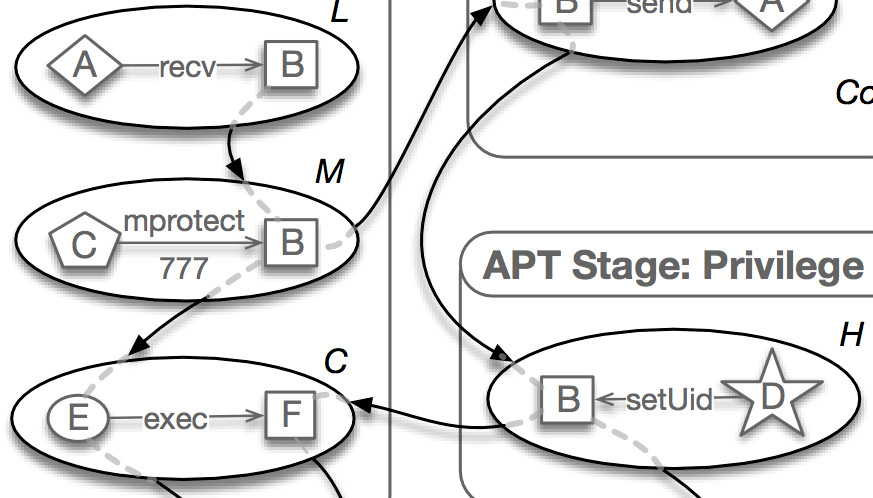 L
A recv B
B send A
Co
M
mprotect
C B
777
APT Stage: Privilege
H
C
B setUid D
E exec F